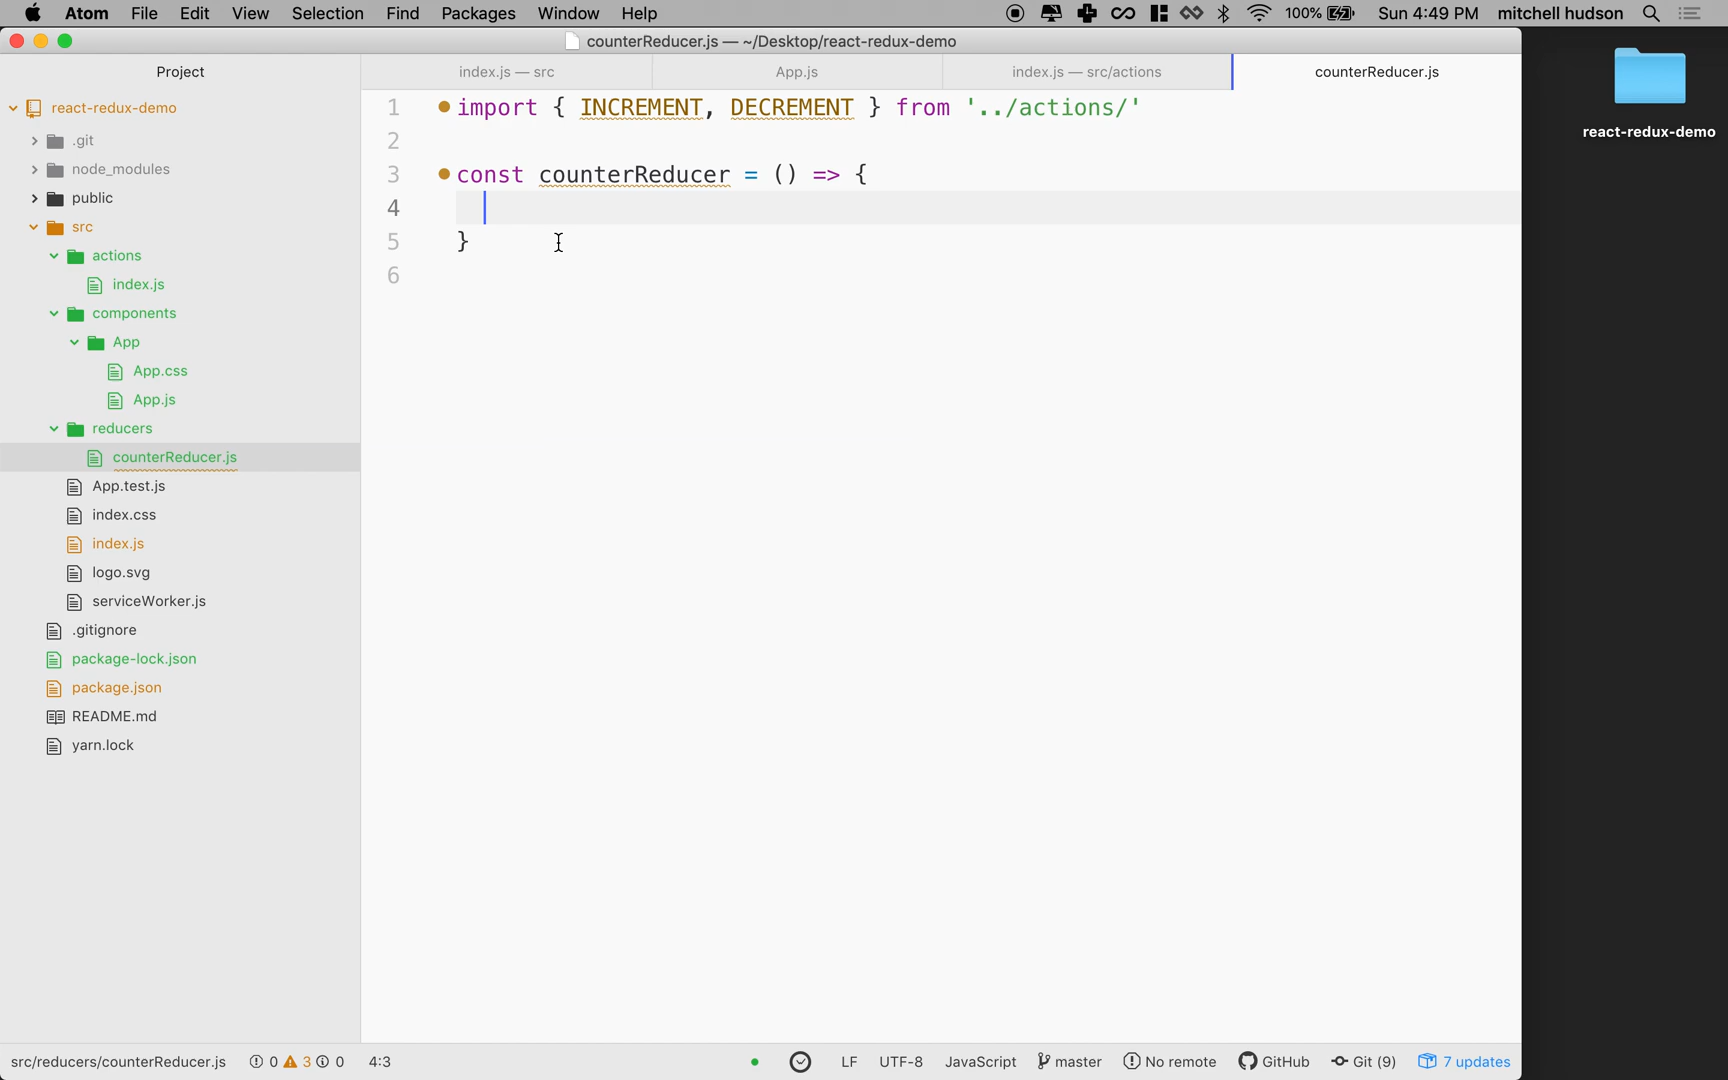 Atom File Edit View Selection Find Packages Window Help 100% Sun 4:49 PM mitchell hudson
counterReducer.js — ~/Desktop/react-redux-demo
Project
index.js — src
App.js
index.js — src/actions
counterReducer.js
react-redux-demo
.git
node_modules
public
src
actions
index.js
components
App
App.css
App.js
reducers
counterReducer.js
App.test.js
index.css
index.js
logo.svg
serviceWorker.js
.gitignore
package-lock.json
package.json
README.md
yarn.lock
1 import { INCREMENT, DECREMENT } from '../actions/'
2
3 const counterReducer = () => {
4
5 }
6
react-redux-demo
src/reducers/counterReducer.js 0 3 0 4:3 LF UTF-8 JavaScript master No remote GitHub Git (9) 7 updates